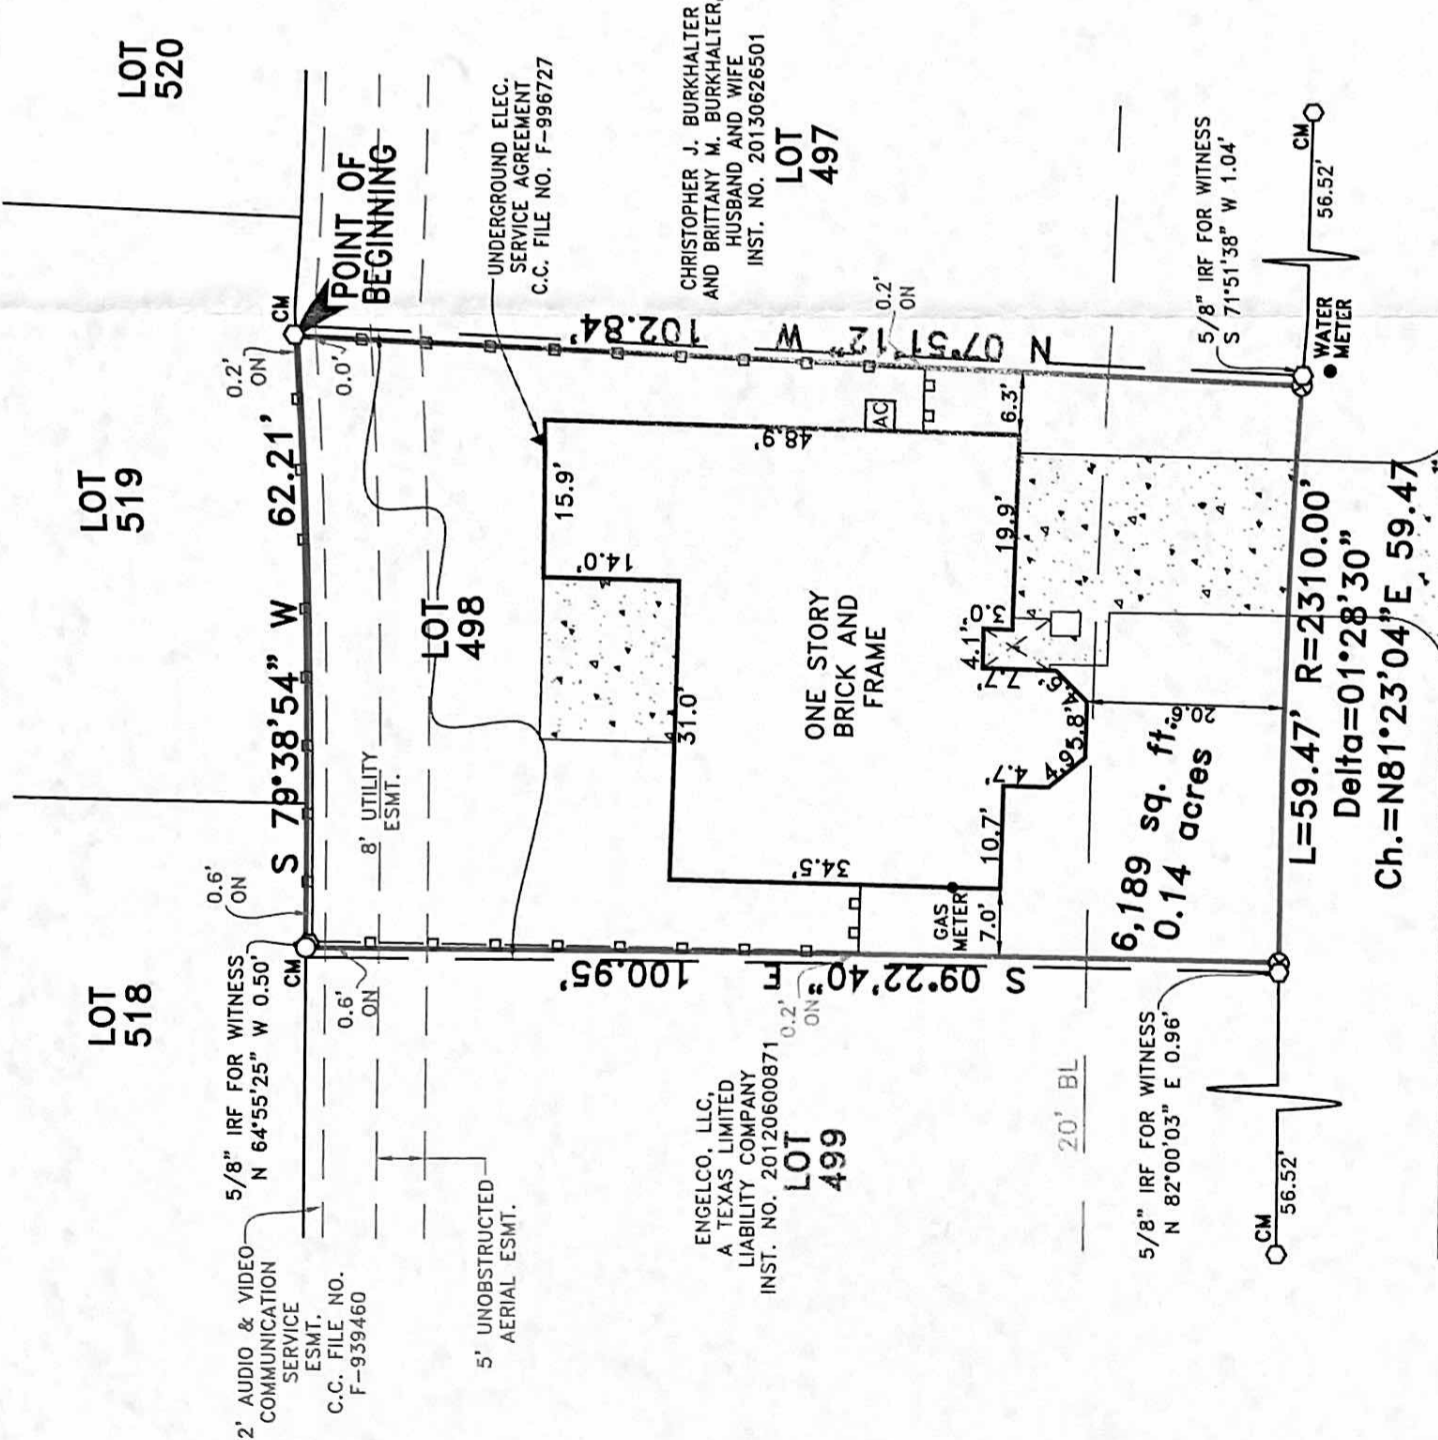 LOT
520
LOT
519
LOT
518
POINT OF
BEGINNING
CM
0.2'
ON
0.0'
S 79°38'54" W 62.21'
0.6'
ON
CM
5/8" IRF FOR WITNESS
N 64°55'25" W 0.50'
0.6'
ON
2' AUDIO & VIDEO
COMMUNICATION
SERVICE
ESMT.
C.C. FILE NO.
F-939460
8' UTILITY
ESMT.
5' UNOBSTRUCTED
AERIAL ESMT.
UNDERGROUND ELEC.
SERVICE AGREEMENT
C.C. FILE NO. F-996727
CHRISTOPHER J. BURKHALTER
AND BRITTANY M. BURKHALTER,
HUSBAND AND WIFE
INST. NO. 20130626501
LOT
497
N 07°51'12" W 102.84'
0.2'
ON
LOT
498
15.9'
14.0'
31.0'
48.9'
AC
6.3'
19.9'
3.0'
4.1'
7.7'
4.6'
5.8'
4.9'
4.7'
10.7'
34.5'
ONE STORY
BRICK AND
FRAME
GAS
METER
7.0'
20.6'
S 09°22'40" E 100.95'
0.2'
ON
ENGELCO, LLC,
A TEXAS LIMITED
LIABILITY COMPANY
INST. NO. 201206000871
LOT
499
20' BL
6,189 sq. ft.
0.14 acres
5/8" IRF FOR WITNESS
S 71°51'38" W 1.04'
CM
56.52'
WATER
METER
5/8" IRF FOR WITNESS
N 82°00'03" E 0.96'
CM
56.52'
L=59.47' R=2310.00'
Delta=01°28'30"
Ch.=N81°23'04"E 59.47